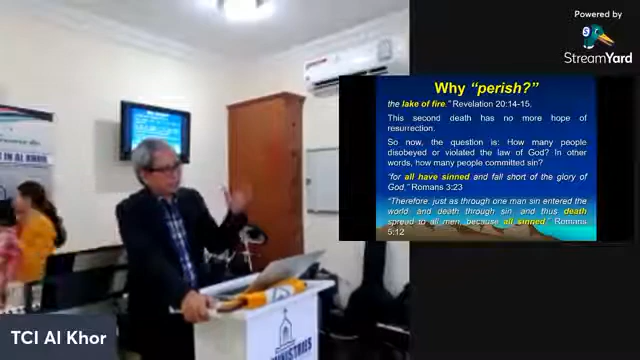 Powered by
StreamYard
Why “perish?”
the lake of fire.” Revelation 20:14-15.
This second death has no more hope of
resurrection.
So now, the question is: How many people
disobeyed or violated the law of God? In other
words, how many people committed sin?
“for all have sinned and fall short of the glory of
God,” Romans 3:23
“Therefore, just as through one man sin entered the
world and death through sin and thus death
spread to all men, because all sinned.” Romans
5:12
IN AL KHOR
MINISTRIES
TCI Al Khor